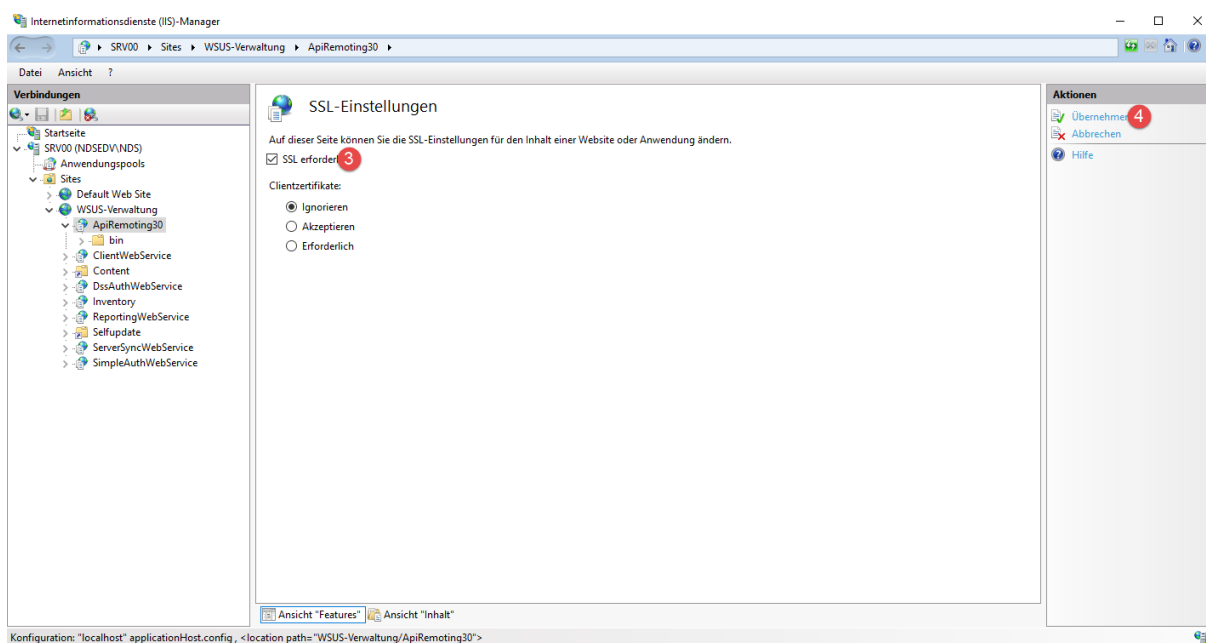 Internetinformationsdienste (IIS)-Manager
SRV00 Sites WSUS-Verwaltung ApiRemoting30
Datei Ansicht ?
Verbindungen
Startseite
SRV00 (NDSEDV\NDS)
Anwendungspools
Sites
Default Web Site
WSUS-Verwaltung
ApiRemoting30
bin
ClientWebService
Content
DssAuthWebService
Inventory
ReportingWebService
Selfupdate
ServerSyncWebService
SimpleAuthWebService
SSL-Einstellungen
Auf dieser Seite können Sie die SSL-Einstellungen für den Inhalt einer Website oder Anwendung ändern.
SSL 3
Clientzertifikate:
Ignorieren
Akzeptieren
Erforderlich
Ansicht "Features" Ansicht "Inhalt"
Aktionen
Übernehmen 4
Abbrechen
Hilfe
Konfiguration: "localhost" applicationHost.config , <location path="WSUS-Verwaltung/ApiRemoting30">